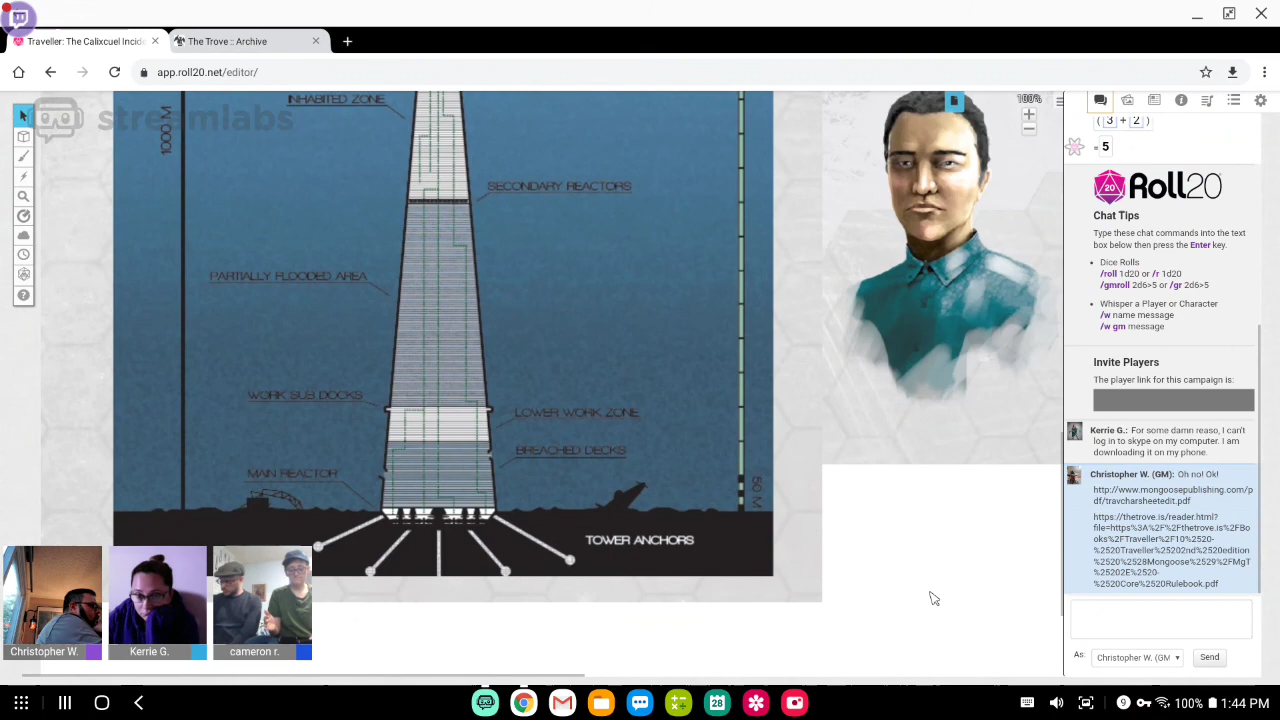 Traveller: The Calixcuel Incide
The Trove :: Archive
app.roll20.net/editor/
streamlabs
INHABITED ZONE
1000 M
SECONDARY REACTORS
PARTIALLY FLOODED AREA
WORK SUB DOCKS
LOWER WORK ZONE
BREACHED DECKS
MAIN REACTOR
50 M
TOWER ANCHORS
100%
( 3 + 2 )
= 5
20 Roll20
Chat Tips
Type these chat commands into the text
box below then press the Enter key.
Dice Rolls
/roll 1d20 or /r 1d20
/gmroll 2d6>5 or /gr 2d6>5
Whisper a Player or Character
/w name message
/w gm message
Invite Players
The player link for this campaign is:
Kerrie G.: For some damn reaso, I can't
log in to skype on my computer. I am
downloading it on my phone.
Christopher W. (GM): Oh no! Ok!
http://www.mongoosepublishing.com/p
df/travcharsheetedit.pdf
https://thetrove.is/reader.html?
file=https%3A%2F%2Fthetrove.is%2FBo
oks%2FTraveller%2F10%2520-
%2520Traveller%25202nd%2520edition
%2520%2528Mongoose%2529%2FMgT
%25202E%2520-
%2520Core%2520Rulebook.pdf
As: Christopher W. (GM Send
Christopher W.
Kerrie G.
cameron r.
28
9 100% 1:44 PM